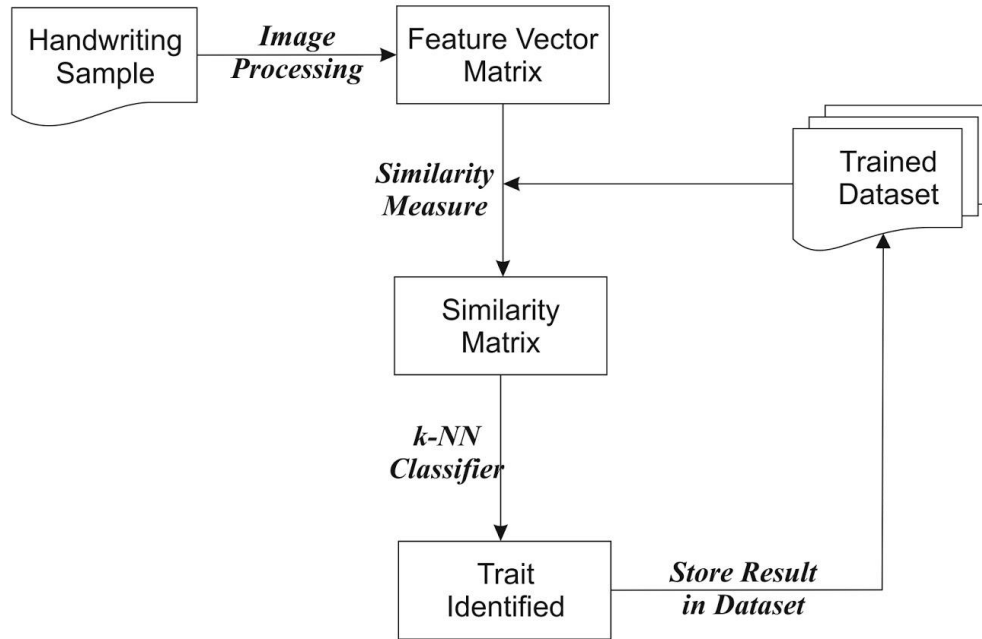 Handwriting
Sample
Image
Processing
Feature Vector
Matrix
Similarity
Measure
Trained
Dataset
Similarity
Matrix
k-NN
Classifier
Trait
Identified
Store Result
in Dataset